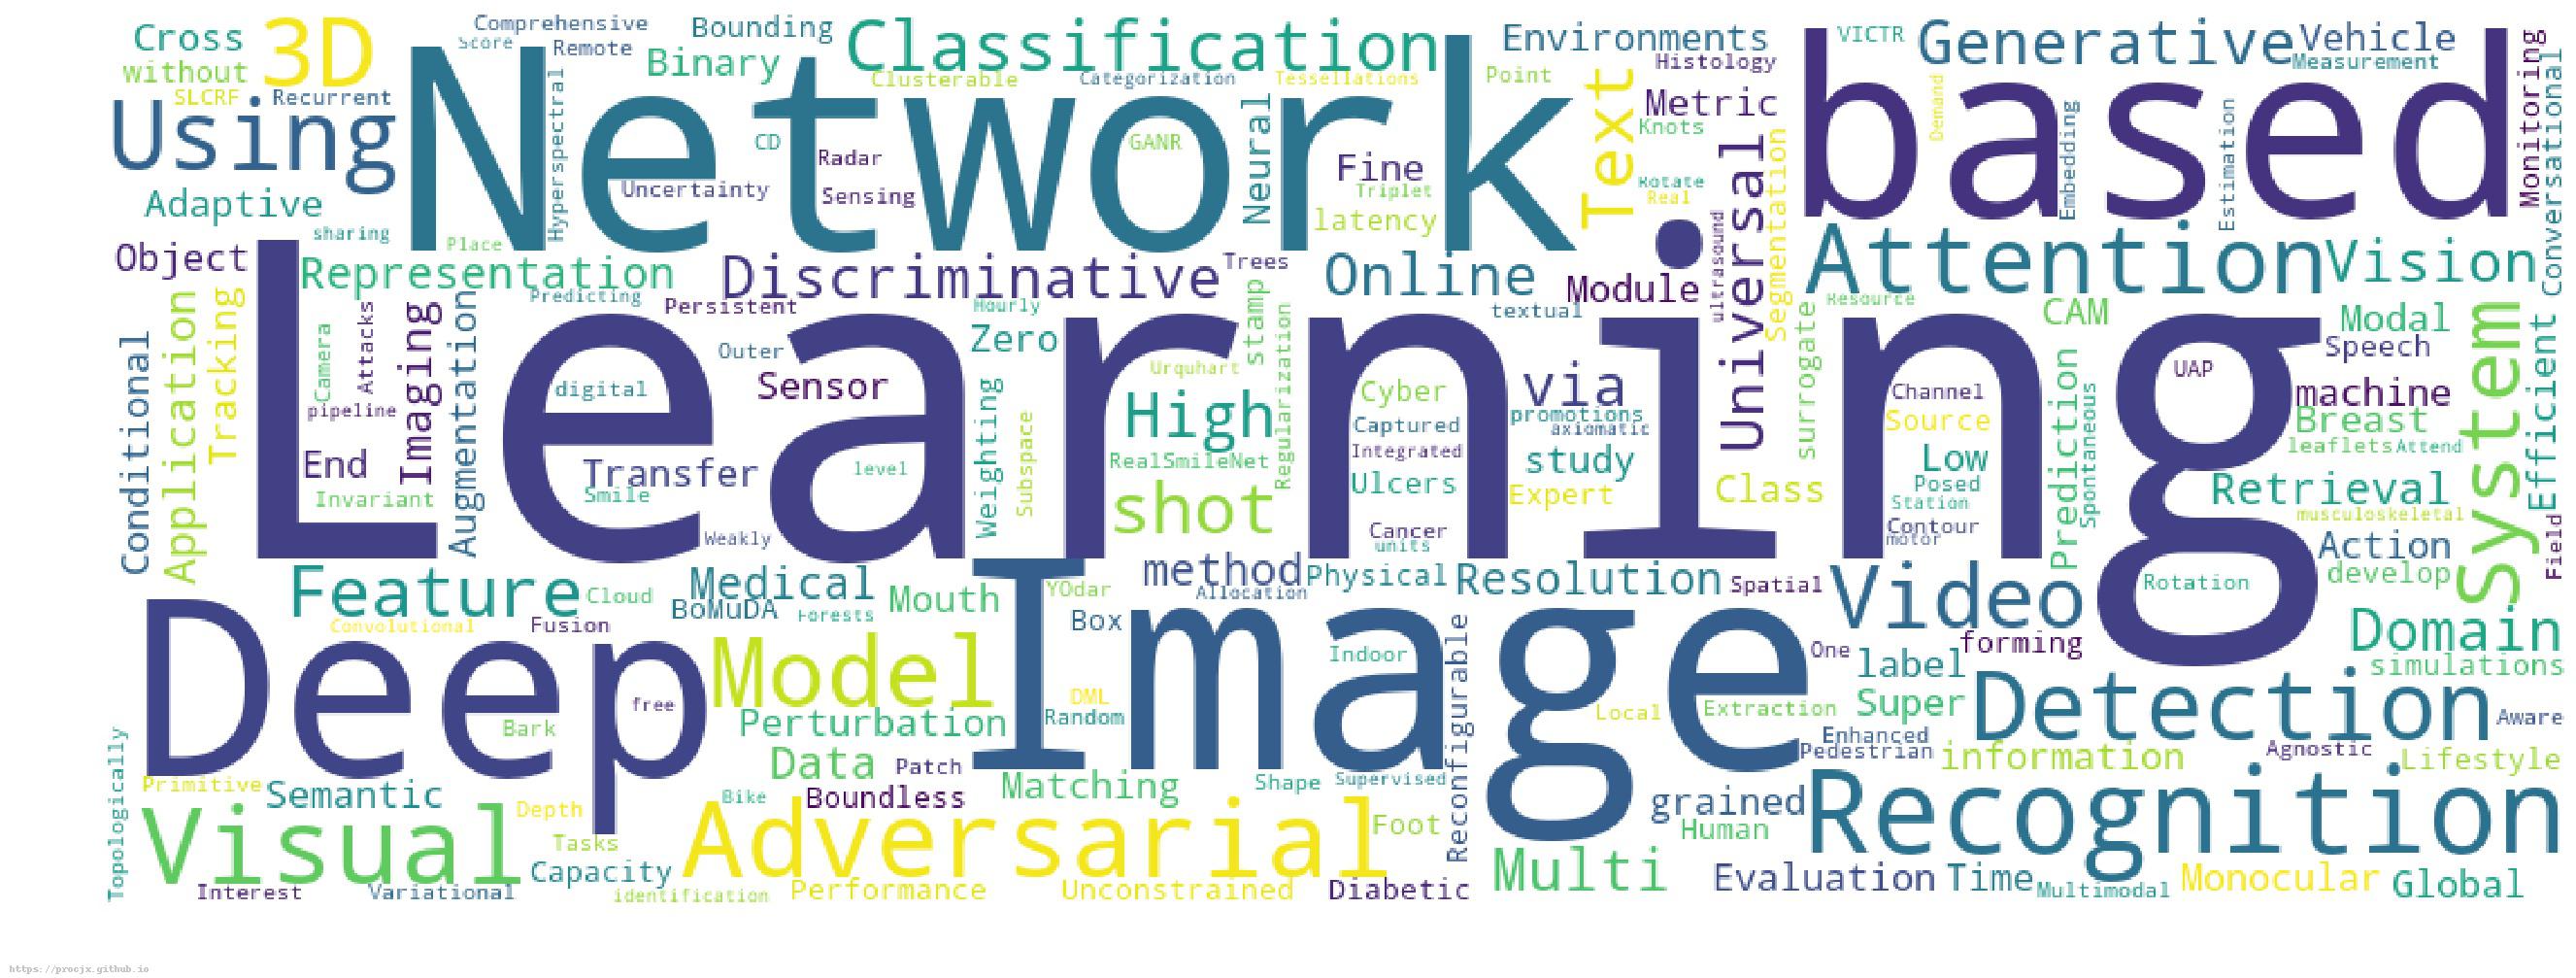 Cross
without
SLCRF
3D
Recurrent
Comprehensive
Score
Remote
Bounding
Binary
Classification
Clusterable
Categorization
Tessellations
Environments
Point
Histology
Metric
Knots
VICTR
Generative
Vehicle
Measurement
Monitoring
Conversational
Using
Adaptive
sharing
Network
Hyperspectral
Place
Uncertainty
CD
Radar
Sensing
GANR
Neural
Fine
Triplet
latency
Text
Rotate
Real
Universal
ultrasound
Segmentation
based
Demand
Embedding
Estimation
Object
Representation
Predicting
Persistent
Discriminative
Trees
Hourly
Online
textual
Module
Attention
Resource
Vision
Conditional
Application
Tracking
Camera
Attacks
pipeline
Imaging
Augmentation
Learning
Outer
digital
Sensor
Zero
stamp
Urquhart
Regularization
Weighting
Subspace
High
Cyber
Captured
Integrated
via
promotions
axiomatic
surrogate
CAM
Modal
Speech
UAP
machine
system
Efficient
Channel
Source
Prediction
Spontaneous
Breast
leaflets
Attend
End
Invariant
Transfer
Smile
level
RealSmileNet
shot
Ulcers
study
Expert
Class
Low
Posed
Station
Contour
motor
Retrieval
musculoskeletal
Weakly
Cancer
units
Action
develop
Field
Feature
Cloud
Convolutional
Fusion
Medical
BoMuDA
Forests
Mouth
YOdar
method
Allocation
Physical
Resolution
Spatial
Video
Rotation
Domain
simulations
Deep
free
Bark
Model
Perturbation
Image
Box
DML
Random
Indoor
Reconfigurable
Local
Extraction
One
forming
label
Super
Enhanced
Pedestrian
Detection
Aware
information
Agnostic
Lifestyle
Topologically
Primitive
Semantic
Depth
Data
Patch
Bike
Boundless
Matching
Shape
Supervised
grained
Human
Recognition
Visual
Tasks
Capacity
Adversarial
Foot
Multi
Interest
Variational
identification
Performance
Unconstrained
Diabetic
Evaluation
Time
Multimodal
Monocular
Global
https://procjx.github.io